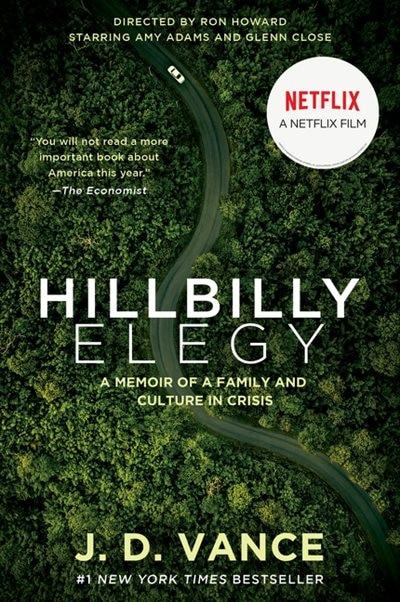 DIRECTED BY RON HOWARD
STARRING AMY ADAMS AND GLENN CLOSE
NETFLIX
A NETFLIX FILM
“You will not read a more
important book about
America this year.”
—The Economist
HILLBILLY
ELEGY
A MEMOIR OF A FAMILY AND
CULTURE IN CRISIS
J. D. VANCE
#1 NEW YORK TIMES BESTSELLER